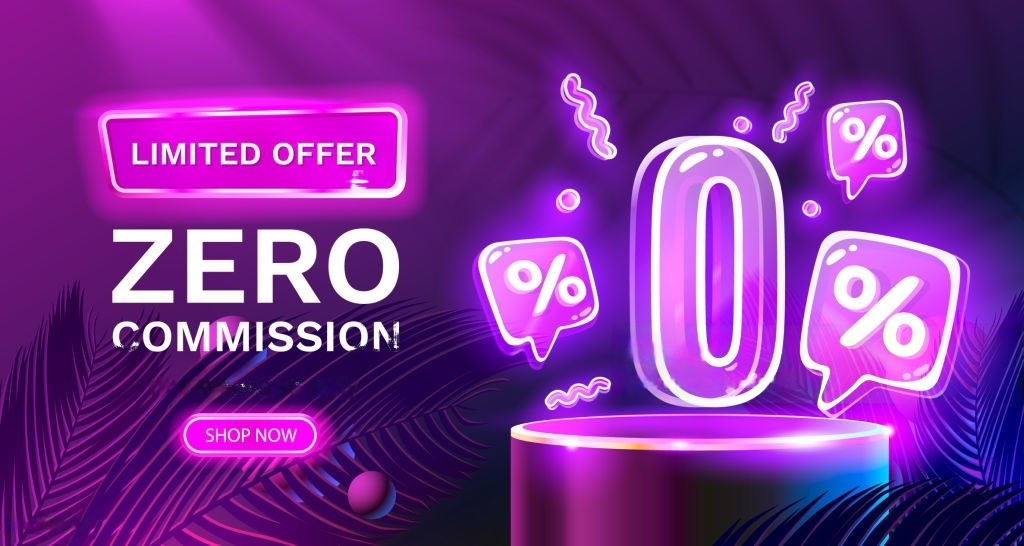 LIMITED OFFER
ZERO
COMMISSION
SHOP NOW
0
%
%
%